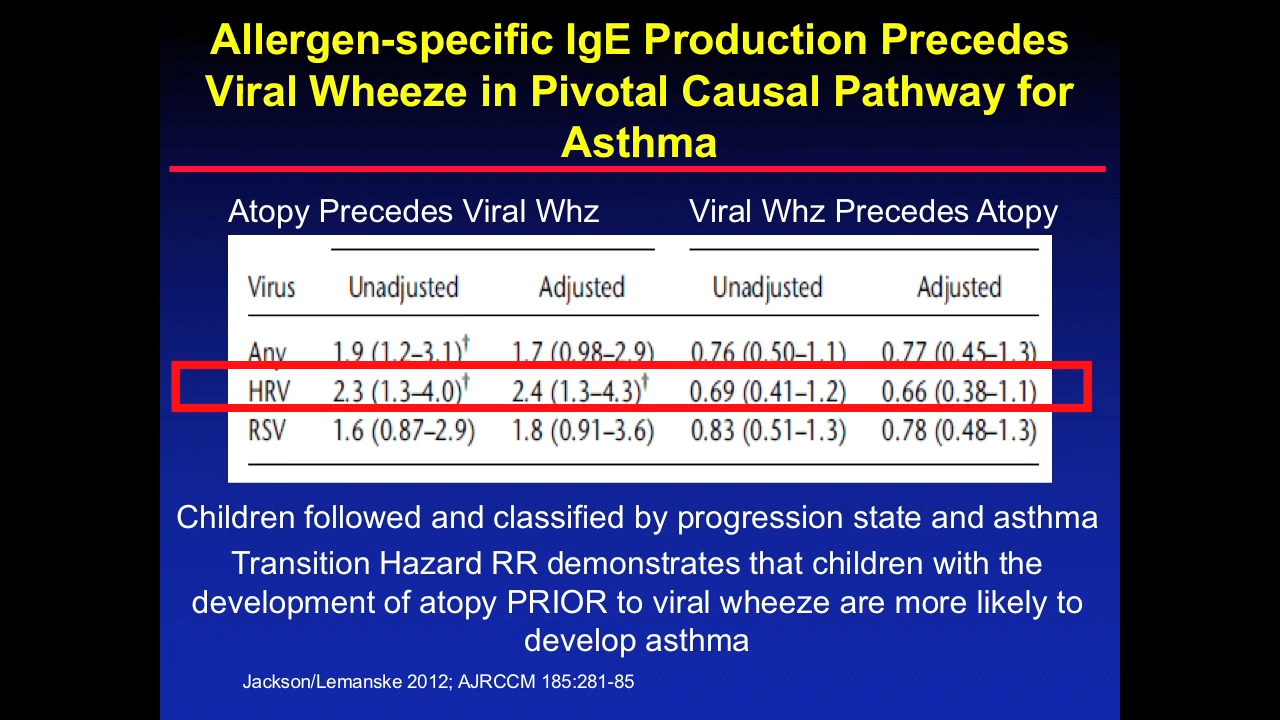 Allergen-specific IgE Production Precedes
Viral Wheeze in Pivotal Causal Pathway for
Asthma
Atopy Precedes Viral Whz Viral Whz Precedes Atopy
Virus Unadjusted Adjusted Unadjusted Adjusted
Any 1.9 (1.2–3.1)† 1.7 (0.98–2.9) 0.76 (0.50–1.1) 0.77 (0.45–1.3)
HRV 2.3 (1.3–4.0)† 2.4 (1.3–4.3)† 0.69 (0.41–1.2) 0.66 (0.38–1.1)
RSV 1.6 (0.87–2.9) 1.8 (0.91–3.6) 0.83 (0.51–1.3) 0.78 (0.48–1.3)
Children followed and classified by progression state and asthma
Transition Hazard RR demonstrates that children with the
development of atopy PRIOR to viral wheeze are more likely to
develop asthma
Jackson/Lemanske 2012; AJRCCM 185:281-85